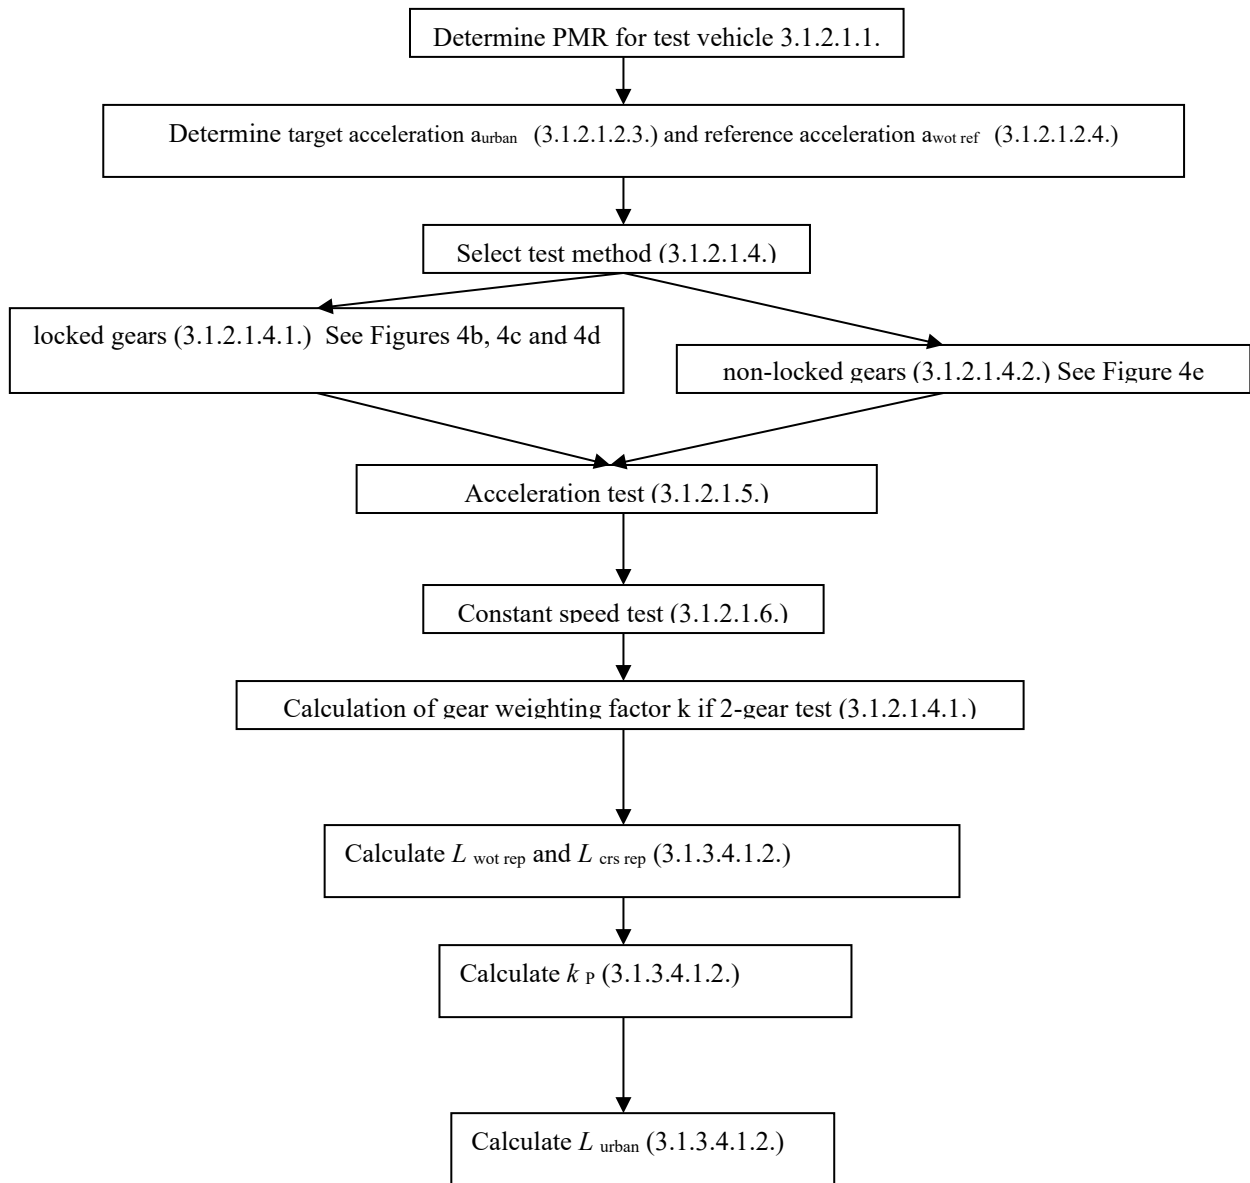 Determine PMR for test vehicle 3.1.2.1.1.
Determine target acceleration aurban (3.1.2.1.2.3.) and reference acceleration awot ref (3.1.2.1.2.4.)
Select test method (3.1.2.1.4.)
locked gears (3.1.2.1.4.1.) See Figures 4b, 4c and 4d
non-locked gears (3.1.2.1.4.2.) See Figure 4e
Acceleration test (3.1.2.1.5.)
Constant speed test (3.1.2.1.6.)
Calculation of gear weighting factor k if 2-gear test (3.1.2.1.4.1.)
Calculate L wot rep and L crs rep (3.1.3.4.1.2.)
Calculate k P (3.1.3.4.1.2.)
Calculate L urban (3.1.3.4.1.2.)